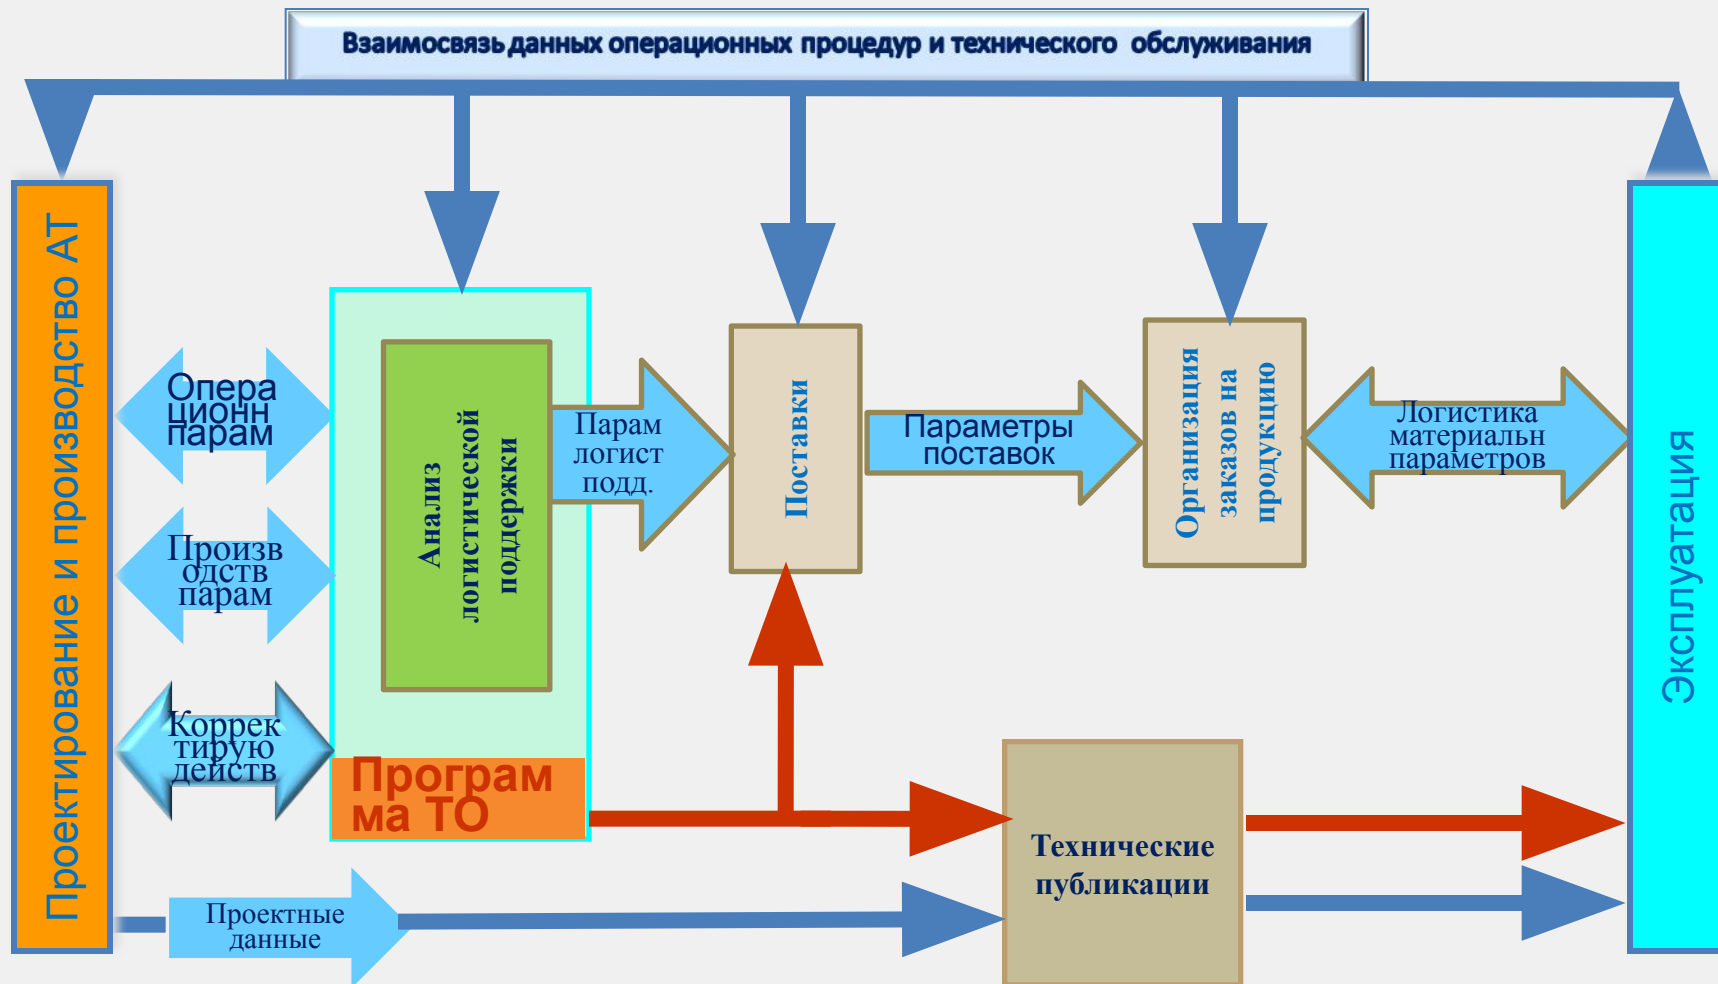 Взаимосвязь данных операционных процедур и технического обслуживания
Проектирование и производство АТ
Опера
ционн
парам
Произв
одств
парам
Коррек
тирую
действ
Анализ
логистической
поддержки
Програм
ма ТО
Парам
логист
подд.
Поставки
Параметры
поставок
Организация
заказов на
продукцию
Логистика
материальн
параметров
Эксплуатация
Проектные
данные
Технические
публикации